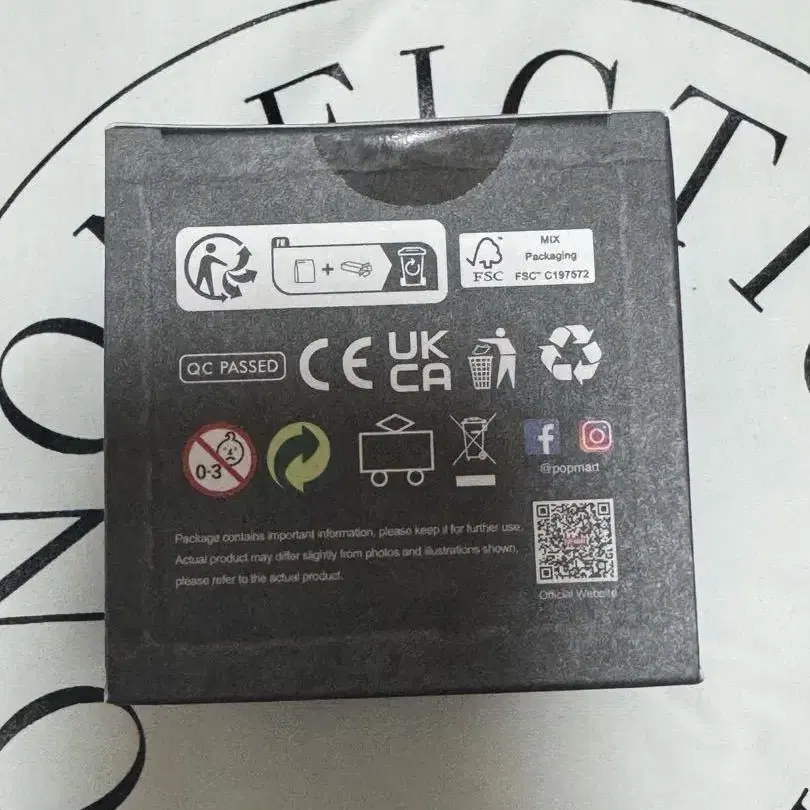 FR
MIX
Packaging
FSC™ C197572
FSC
QC PASSED
CE
UK
CA
0-3
@popmart
Package contains important information, please keep it for further use.
Actual product may differ slightly from photos and illustrations shown,
please refer to the actual product.
Official Website